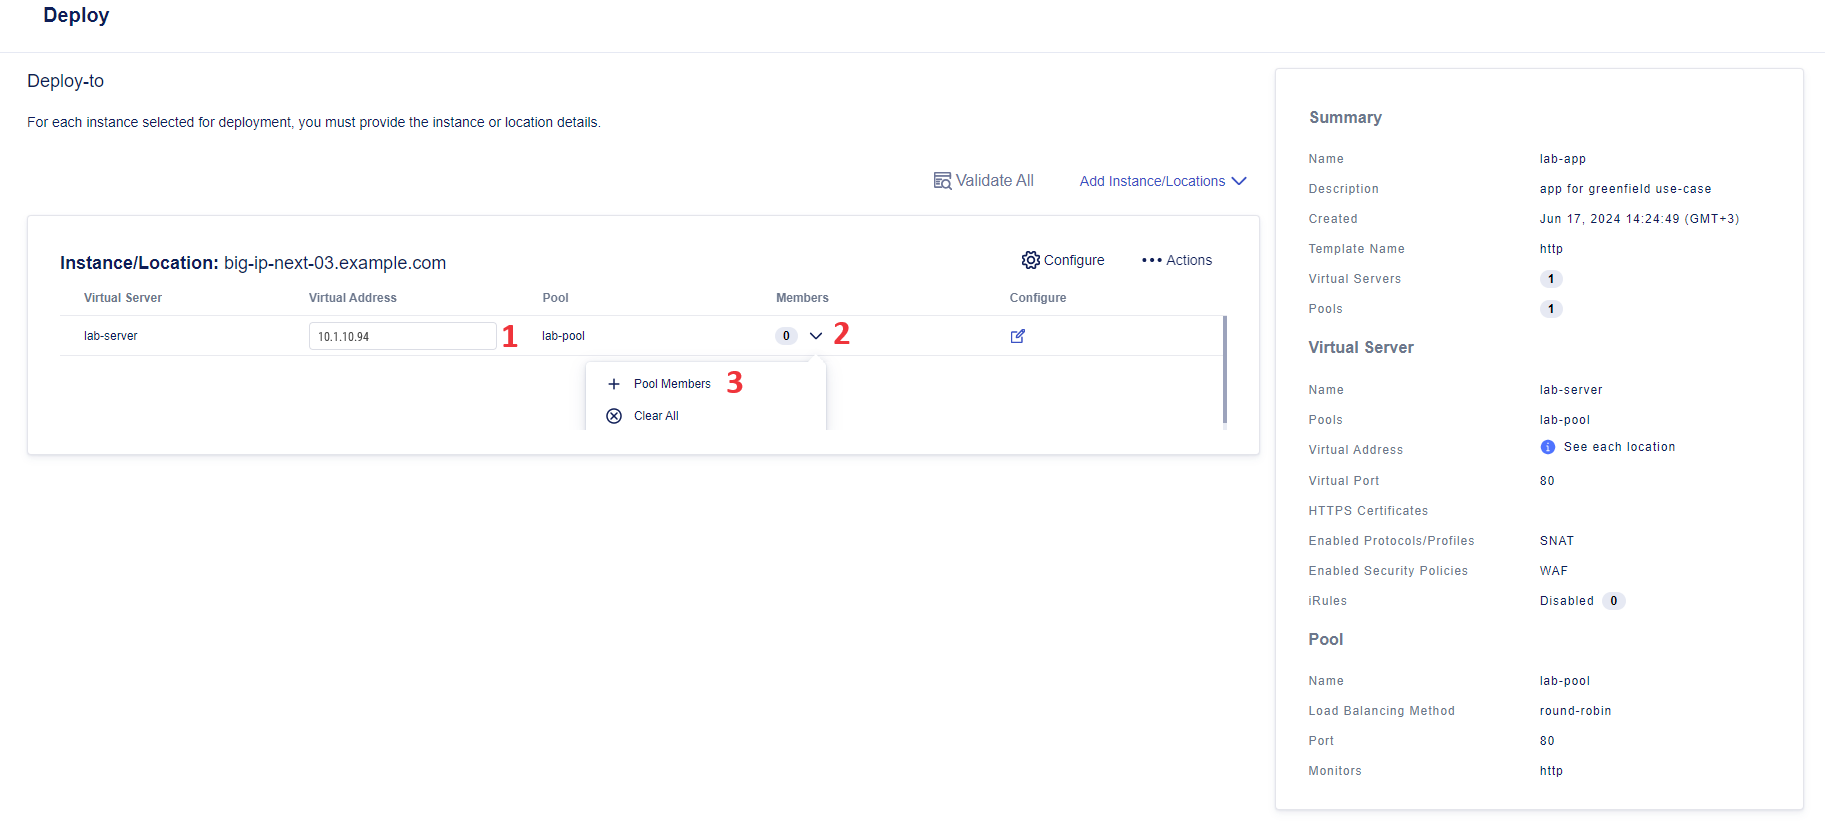 Deploy
Deploy-to
For each instance selected for deployment, you must provide the instance or location details.
Validate All
Add Instance/Locations
Instance/Location: big-ip-next-03.example.com
Configure
Actions
Virtual Server Virtual Address Pool Members Configure
lab-server 10.1.10.94 1 lab-pool 0 2
Pool Members 3
Clear All
Summary
Name lab-app
Description app for greenfield use-case
Created Jun 17, 2024 14:24:49 (GMT+3)
Template Name http
Virtual Servers 1
Pools 1
Virtual Server
Name lab-server
Pools lab-pool
Virtual Address See each location
Virtual Port 80
HTTPS Certificates
Enabled Protocols/Profiles SNAT
Enabled Security Policies WAF
iRules Disabled 0
Pool
Name lab-pool
Load Balancing Method round-robin
Port 80
Monitors http